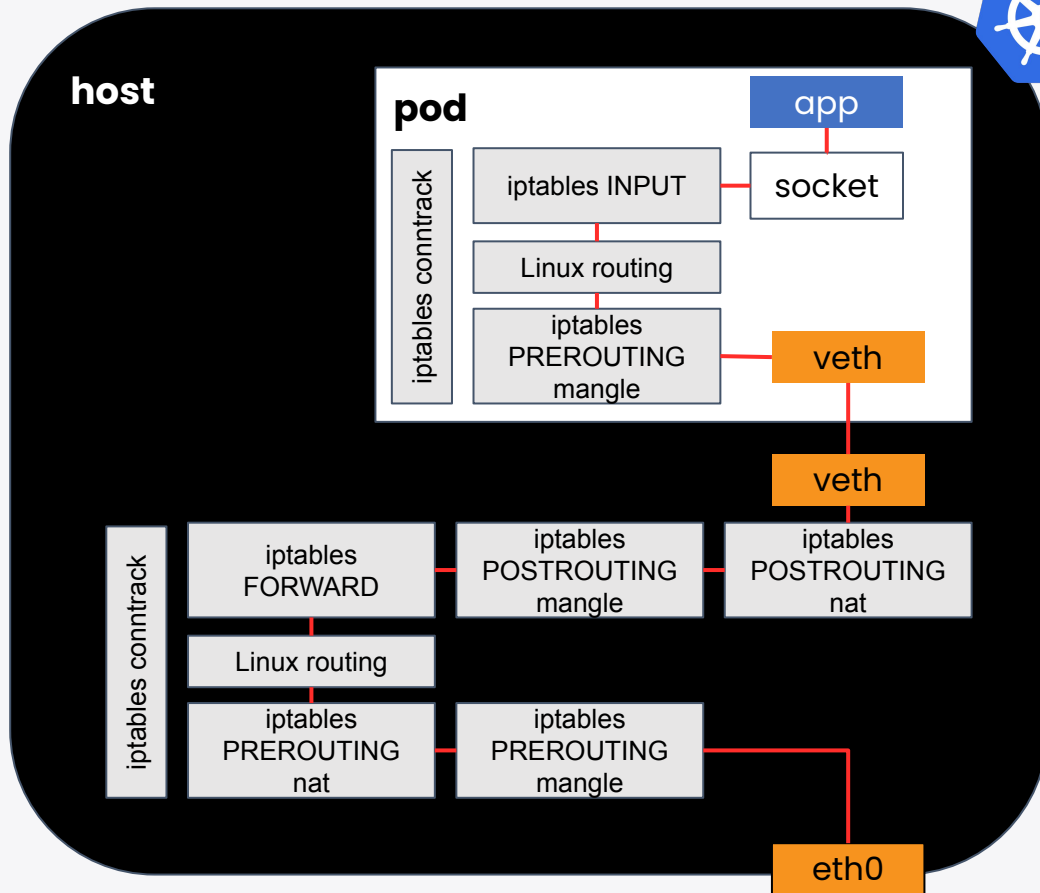 host
pod
app
iptables conntrack
iptables INPUT
socket
Linux routing
iptables
PREROUTING
mangle
veth
veth
iptables conntrack
iptables
FORWARD
iptables
POSTROUTING
mangle
iptables
POSTROUTING
nat
Linux routing
iptables
PREROUTING
nat
iptables
PREROUTING
mangle
eth0